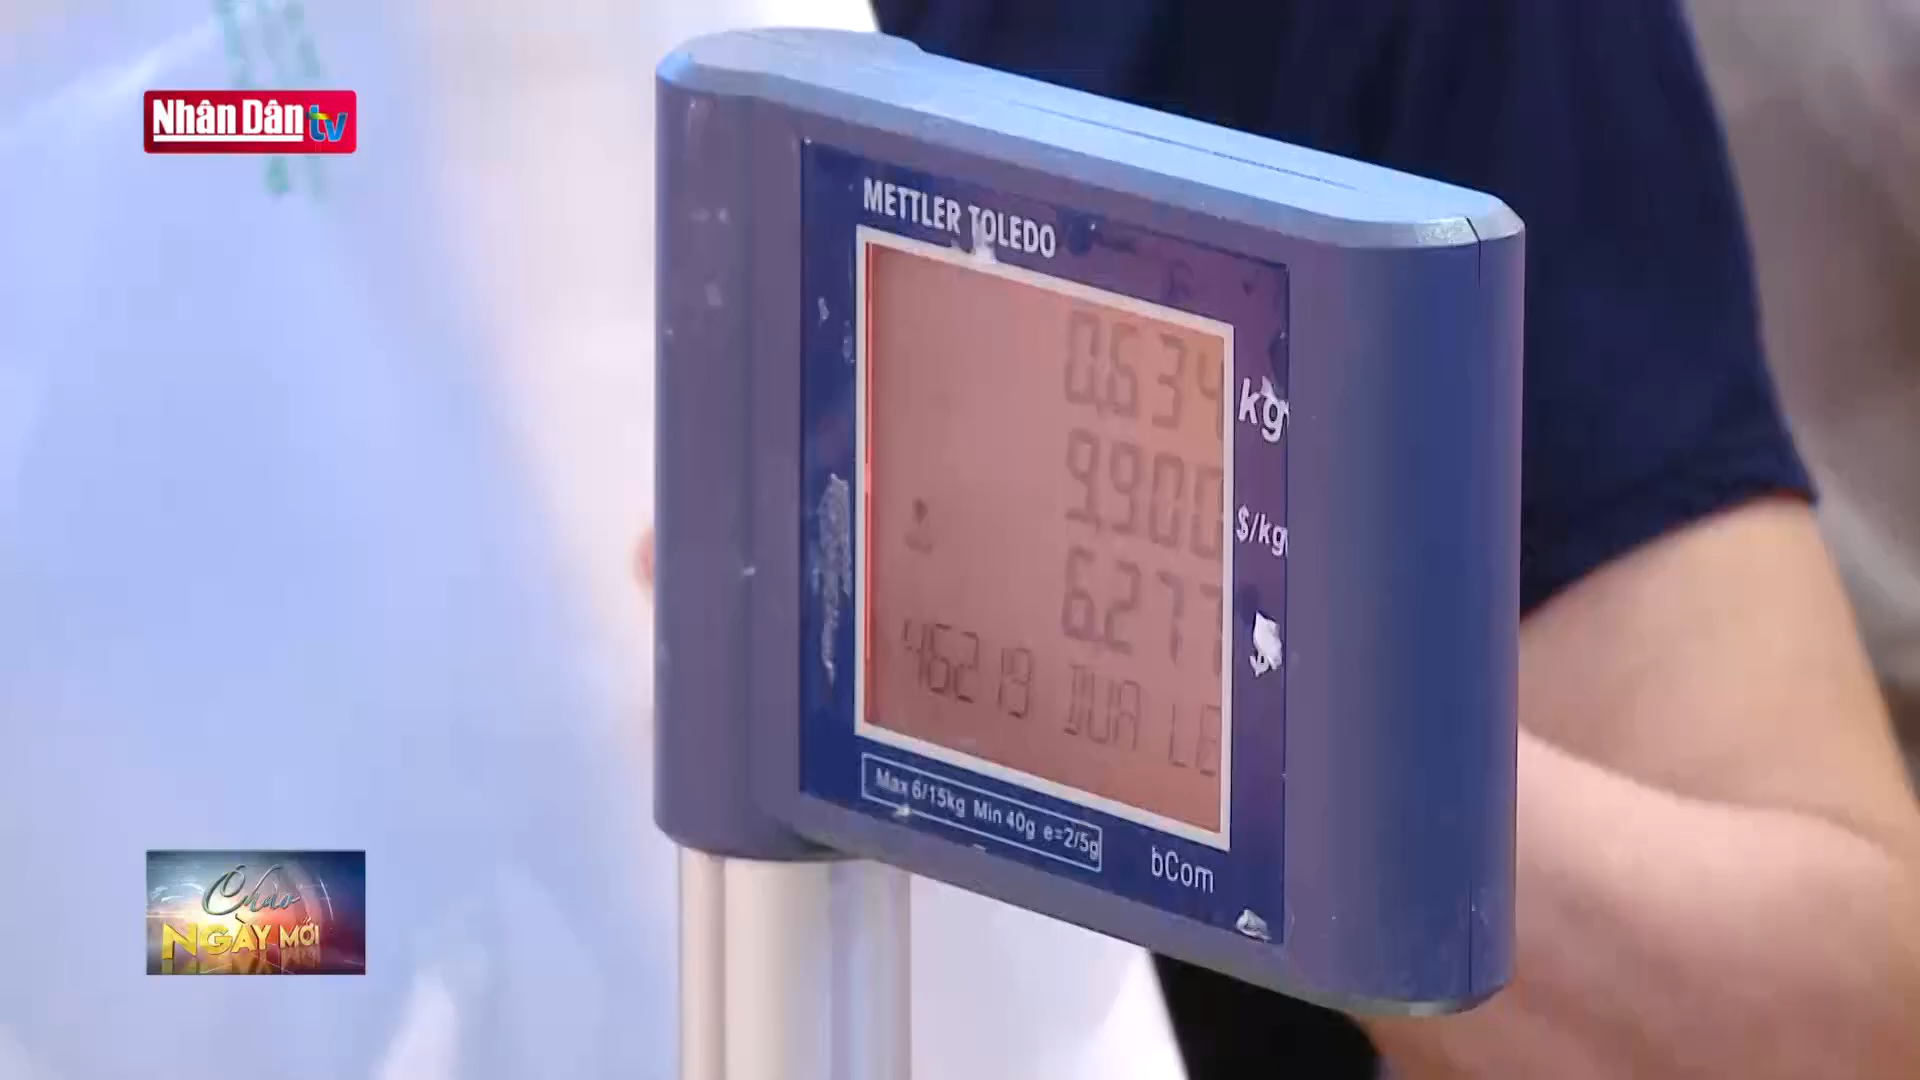 Nhân Dân tv
METTLER TOLEDO
0.634 kg
9.900 $/kg
6.277 $
46219 DUA LE
Max 6/15kg Min 40g e=2/5g
bCom
Chào
NGÀY MỚI